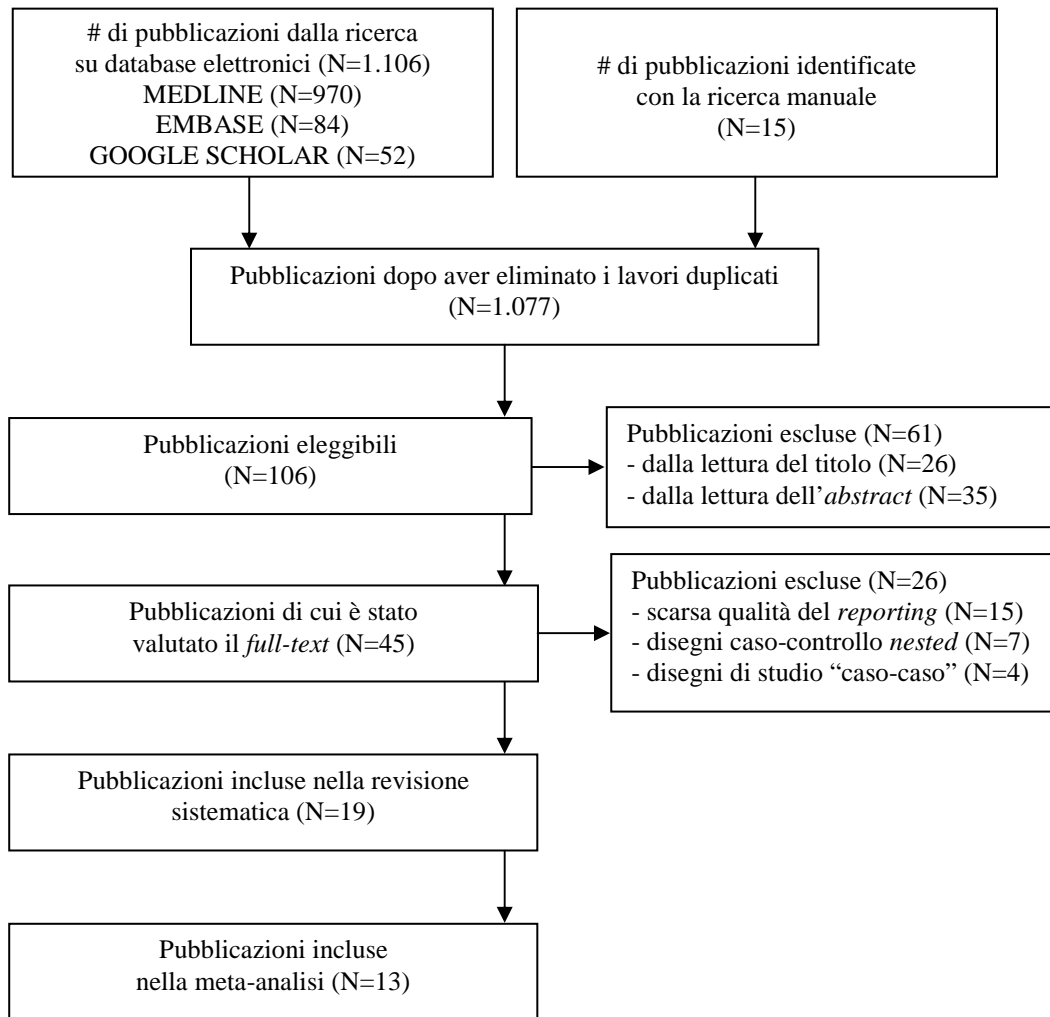 # di pubblicazioni dalla ricerca
su database elettronici (N=1.106)
MEDLINE (N=970)
EMBASE (N=84)
GOOGLE SCHOLAR (N=52)
# di pubblicazioni identificate
con la ricerca manuale
(N=15)
Pubblicazioni dopo aver eliminato i lavori duplicati
(N=1.077)
Pubblicazioni eleggibili
(N=106)
Pubblicazioni escluse (N=61)
- dalla lettura del titolo (N=26)
- dalla lettura dell’abstract (N=35)
Pubblicazioni di cui è stato
valutato il full-text (N=45)
Pubblicazioni escluse (N=26)
- scarsa qualità del reporting (N=15)
- disegni caso-controllo nested (N=7)
- disegni di studio “caso-caso” (N=4)
Pubblicazioni incluse nella revisione
sistematica (N=19)
Pubblicazioni incluse
nella meta-analisi (N=13)